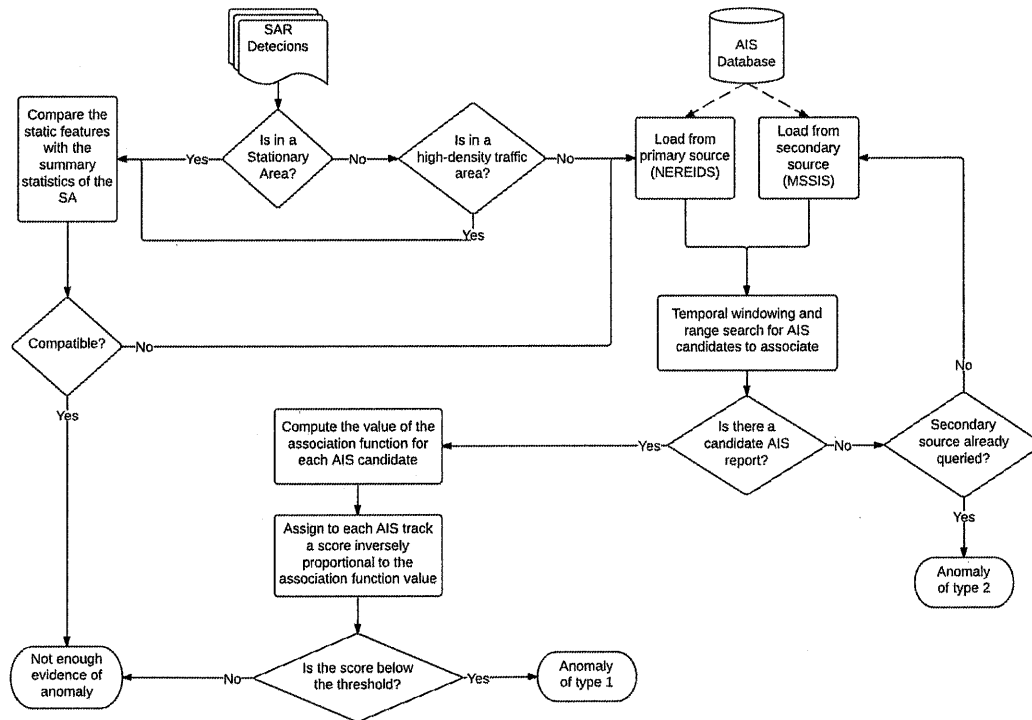 SAR
Detecions
AIS
Database
Compare the
static features
with the
summary
statistics of the
SA
Yes
Is in a
Stationary
Area?
No
Is in a
high-density traffic
area?
No
Yes
Load from
primary source
(NEREIDS)
Load from
secondary
source
(MSSIS)
Temporal windowing and
range search for AIS
candidates to associate
Compatible?
No
Yes
No
Compute the value of the
association function for
each AIS candidate
Yes
Is there a
candidate AIS
report?
No
Secondary
source already
queried?
Yes
Assign to each AIS track
a score inversely
proportional to the
association function value
Anomaly
of type 2
Not enough
evidence of
anomaly
No
Is the score below
the threshold?
Yes
Anomaly
of type 1